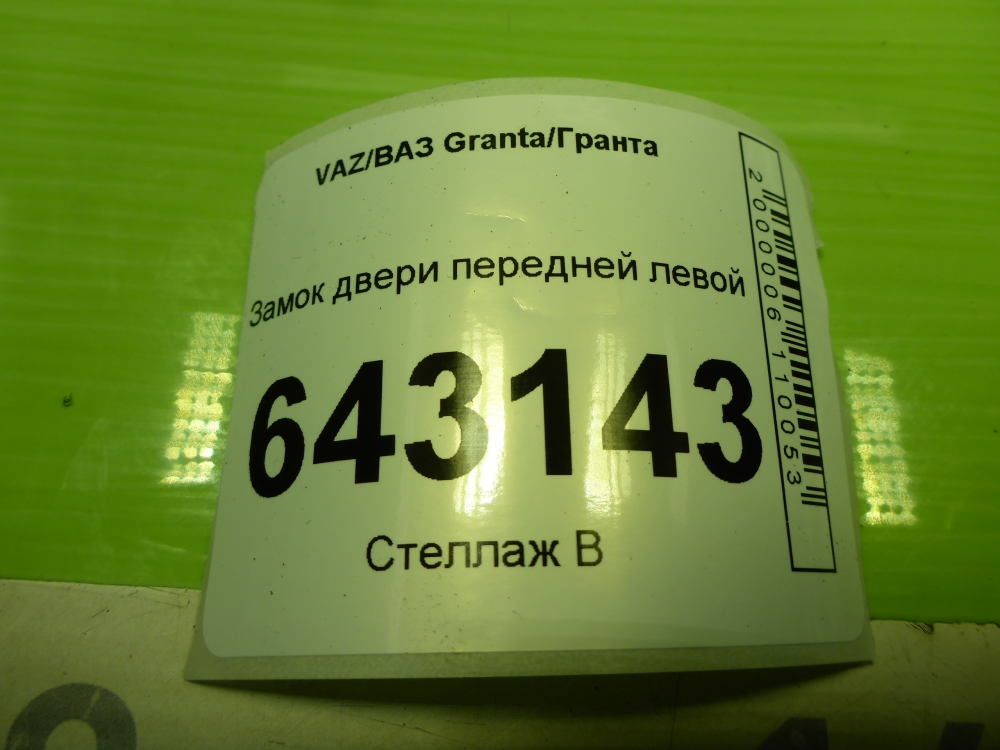 VAZ/ВАЗ Granta/Гранта
Замок двери передней левой
643143
Стеллаж В
2000006110053